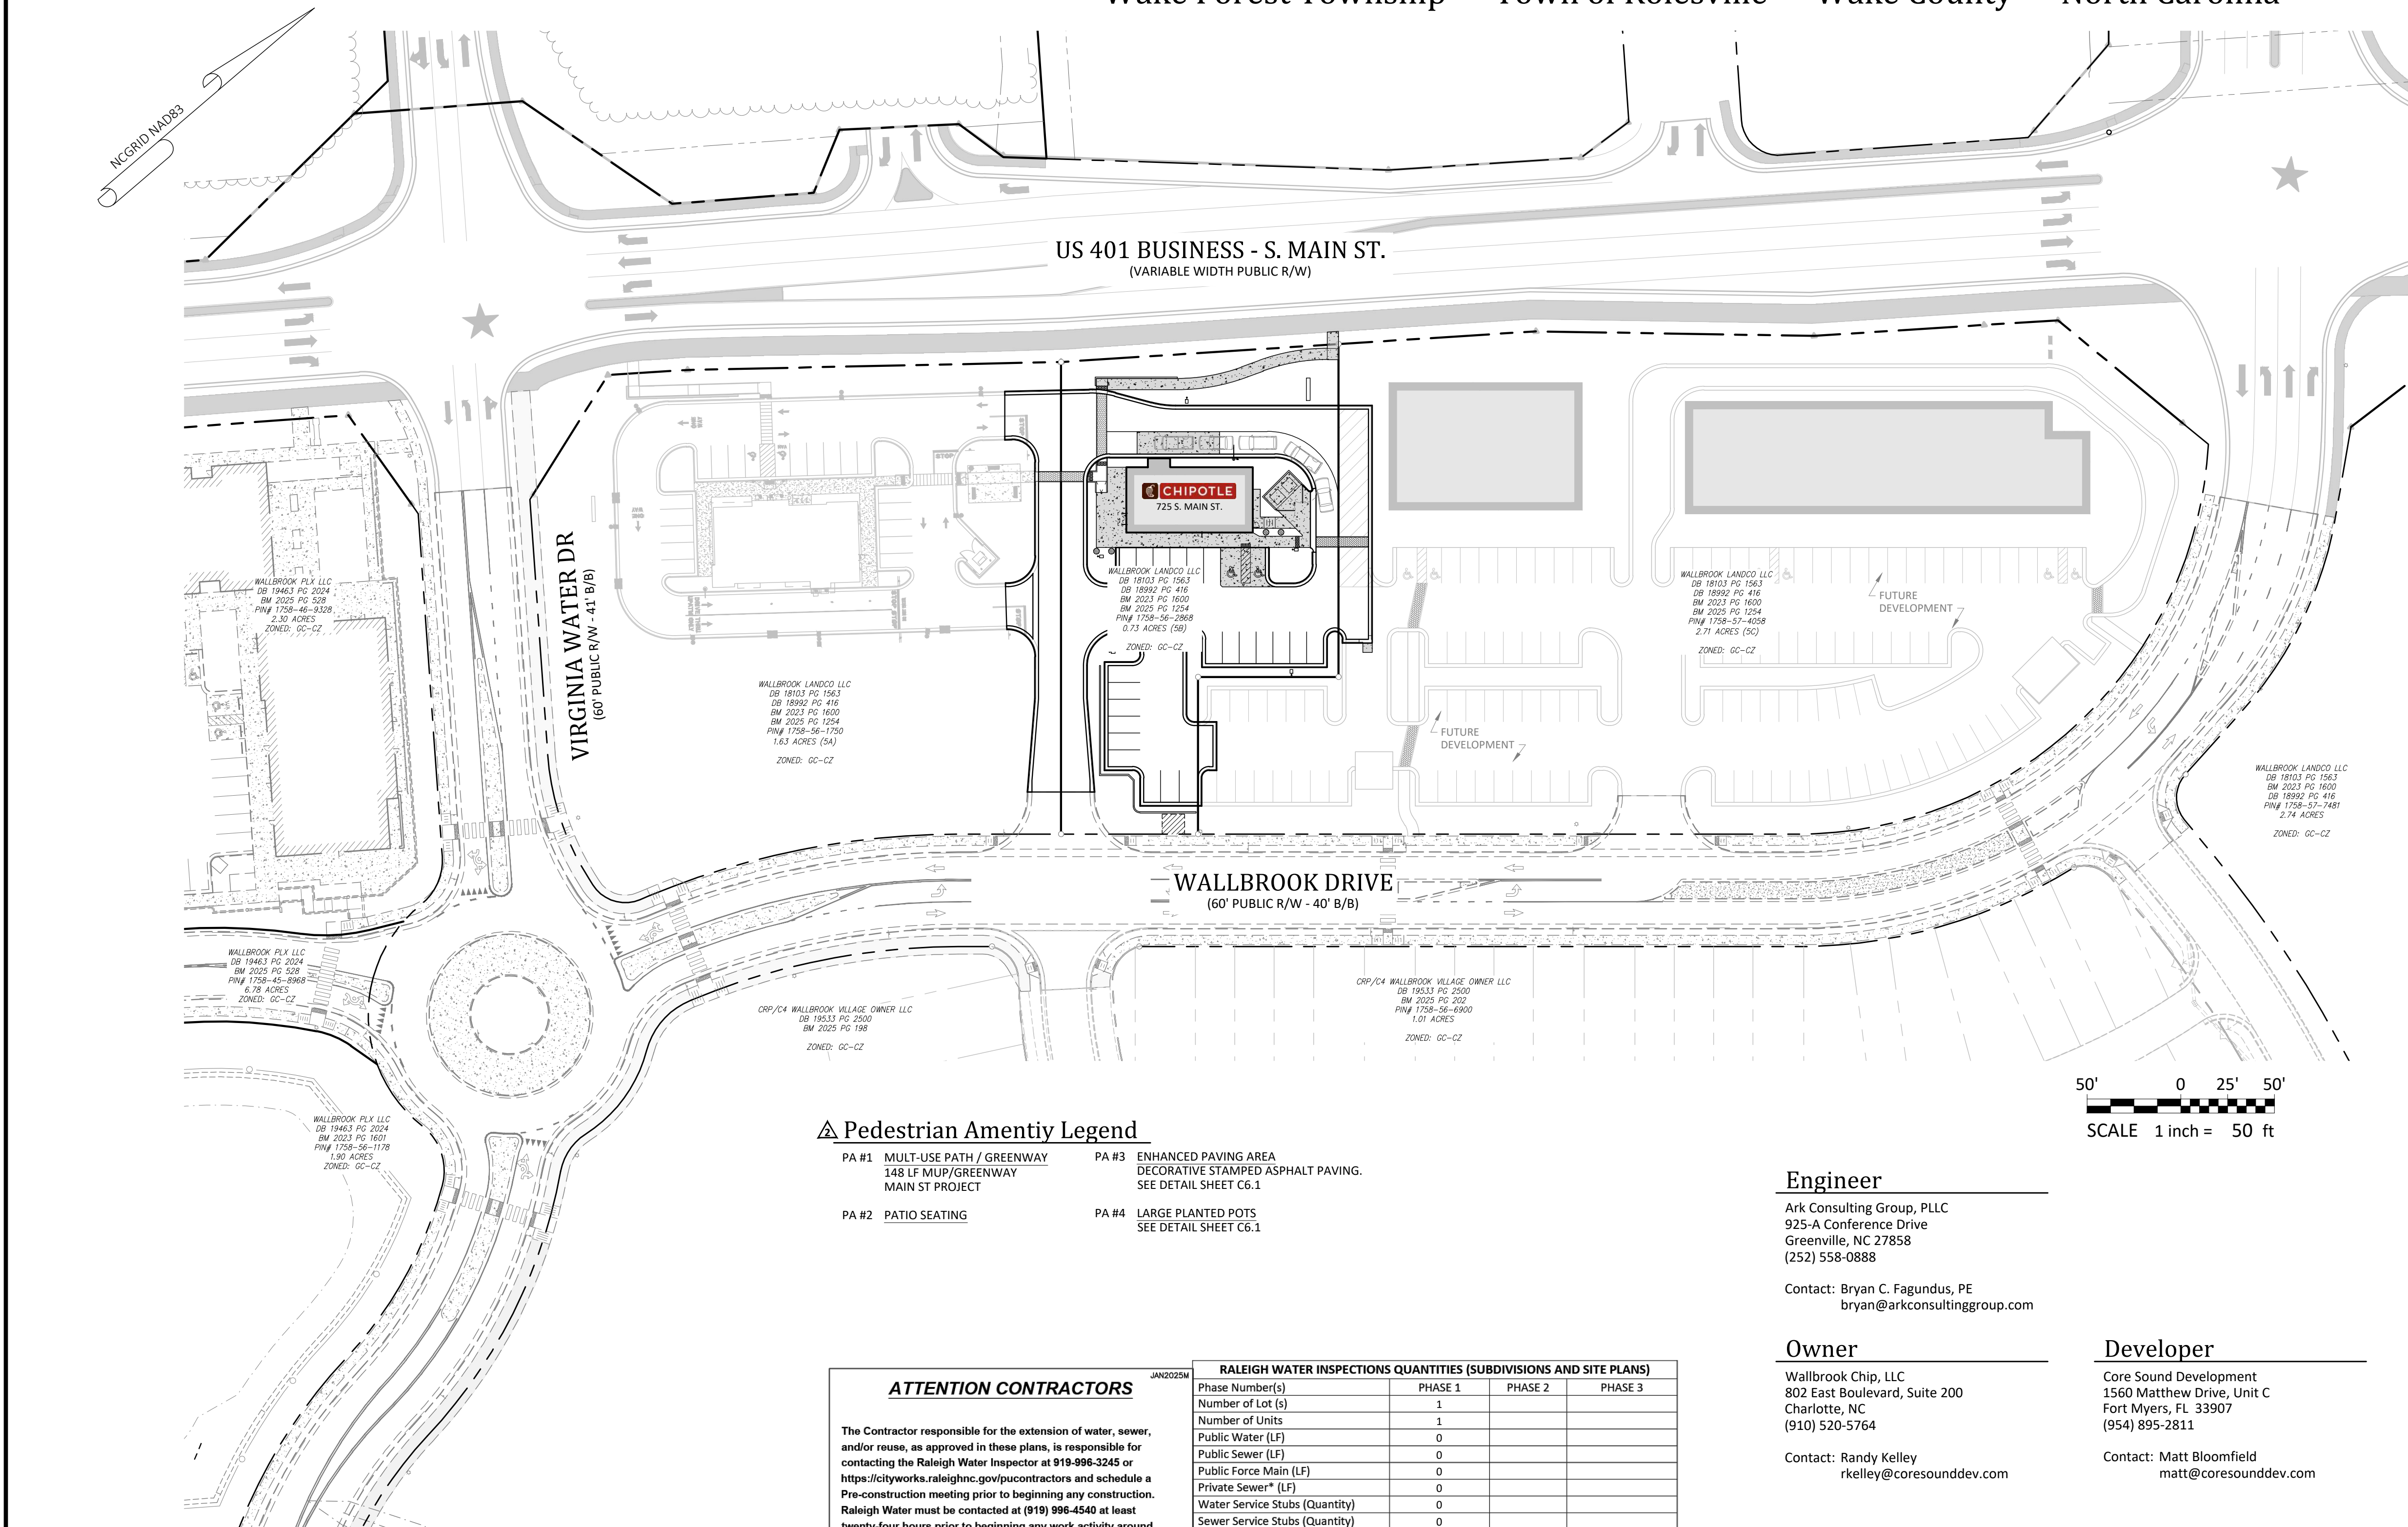 Wake Forest Township Town of Rolesville Wake County North Carolina
NCGRID NAD83
US 401 BUSINESS - S. MAIN ST.
(VARIABLE WIDTH PUBLIC R/W)
CHIPOTLE
725 S. MAIN ST.
VIRGINIA WATER DR
(60' PUBLIC R/W - 41' B/B)
WALLBROOK PLX LLC
DB 19463 PG 2024
BM 2025 PG 528
PIN# 1758-46-9328
2.30 ACRES
ZONED: GC-CZ
WALLBROOK LANDCO LLC
DB 18103 PG 1563
DB 18992 PG 416
BM 2023 PG 1600
BM 2025 PG 1254
PIN# 1758-56-2868
0.73 ACRES (5B)
ZONED: GC-CZ
WALLBROOK LANDCO LLC
DB 18103 PG 1563
DB 18992 PG 416
BM 2023 PG 1600
BM 2025 PG 1254
PIN# 1758-57-4058
2.71 ACRES (5C)
ZONED: GC-CZ
FUTURE
DEVELOPMENT
WALLBROOK LANDCO LLC
DB 18103 PG 1563
DB 18992 PG 416
BM 2023 PG 1600
BM 2025 PG 1254
PIN# 1758-56-1750
1.63 ACRES (5A)
ZONED: GC-CZ
FUTURE
DEVELOPMENT
WALLBROOK LANDCO LLC
DB 18103 PG 1563
BM 2023 PG 1600
DB 18992 PG 416
PIN# 1758-57-7481
2.74 ACRES
ZONED: GC-CZ
WALLBROOK DRIVE
(60' PUBLIC R/W - 40' B/B)
WALLBROOK PLX LLC
DB 19463 PG 2024
BM 2025 PG 528
PIN# 1758-45-8968
6.78 ACRES
ZONED: GC-CZ
CRP/C4 WALLBROOK VILLAGE OWNER LLC
DB 19533 PG 2500
BM 2025 PG 198
ZONED: GC-CZ
CRP/C4 WALLBROOK VILLAGE OWNER LLC
DB 19533 PG 2500
BM 2025 PG 202
PIN# 1758-56-6900
1.01 ACRES
ZONED: GC-CZ
WALLBROOK PLX LLC
DB 19463 PG 2024
BM 2023 PG 1601
PIN# 1758-56-1178
1.90 ACRES
ZONED: GC-CZ
50' 0 25' 50'
SCALE 1 inch = 50 ft
2 Pedestrian Amentiy Legend
PA #1 MULT-USE PATH / GREENWAY
148 LF MUP/GREENWAY
MAIN ST PROJECT
PA #2 PATIO SEATING
PA #3 ENHANCED PAVING AREA
DECORATIVE STAMPED ASPHALT PAVING.
SEE DETAIL SHEET C6.1
PA #4 LARGE PLANTED POTS
SEE DETAIL SHEET C6.1
Engineer
Ark Consulting Group, PLLC
925-A Conference Drive
Greenville, NC 27858
(252) 558-0888
Contact: Bryan C. Fagundus, PE
bryan@arkconsultinggroup.com
Owner
Wallbrook Chip, LLC
802 East Boulevard, Suite 200
Charlotte, NC
(910) 520-5764
Contact: Randy Kelley
rkelley@coresounddev.com
Developer
Core Sound Development
1560 Matthew Drive, Unit C
Fort Myers, FL 33907
(954) 895-2811
Contact: Matt Bloomfield
matt@coresounddev.com
JAN2025M
ATTENTION CONTRACTORS
The Contractor responsible for the extension of water, sewer,
and/or reuse, as approved in these plans, is responsible for
contacting the Raleigh Water Inspector at 919-996-3245 or
https://cityworks.raleighnc.gov/pucontractors and schedule a
Pre-construction meeting prior to beginning any construction.
Raleigh Water must be contacted at (919) 996-4540 at least
twenty-four hours prior to beginning any work activity around
RALEIGH WATER INSPECTIONS QUANTITIES (SUBDIVISIONS AND SITE PLANS)
Phase Number(s) PHASE 1 PHASE 2 PHASE 3
Number of Lot (s) 1
Number of Units 1
Public Water (LF) 0
Public Sewer (LF) 0
Public Force Main (LF) 0
Private Sewer* (LF) 0
Water Service Stubs (Quantity) 0
Sewer Service Stubs (Quantity) 0